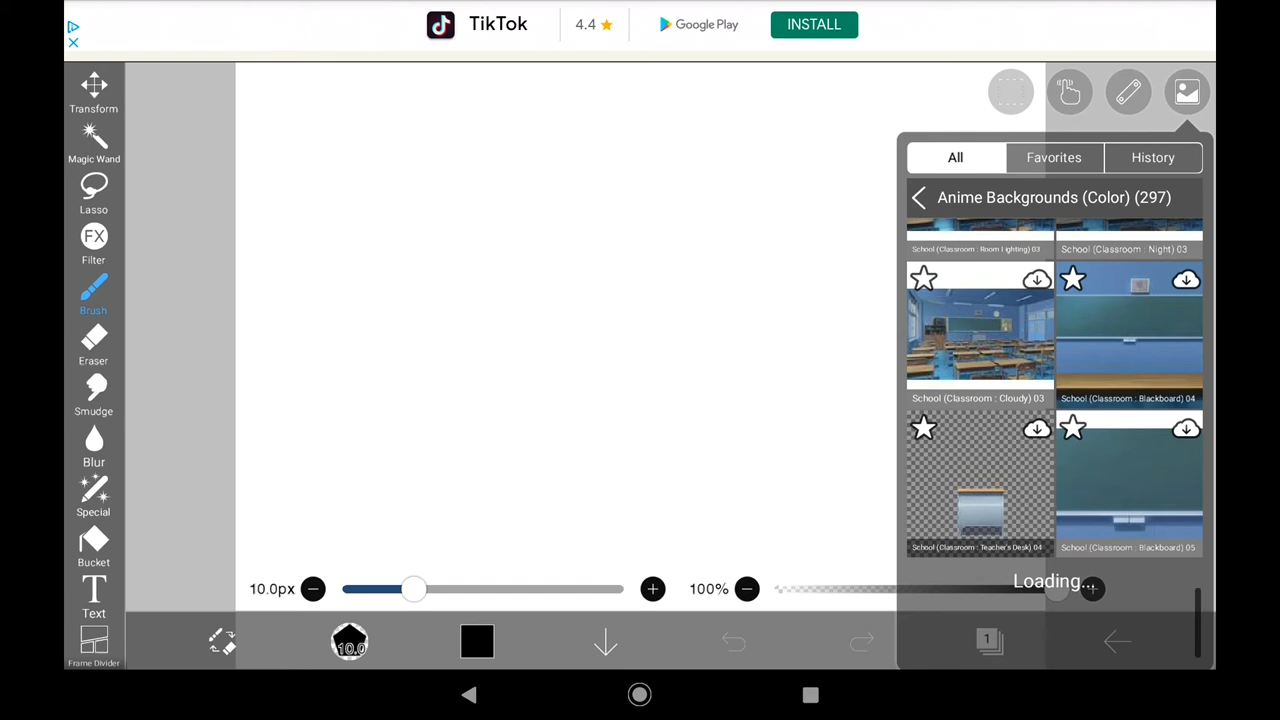 TikTok
4.4
Google Play
INSTALL
Transform
Magic Wand
Lasso
FX
Filter
Brush
Eraser
Smudge
Blur
Special
Bucket
T
Text
Frame Divider
All
Favorites
History
Anime Backgrounds (Color) (297)
School (Classroom : Room Lighting) 03
School (Classroom : Night) 03
School (Classroom : Cloudy) 03
School (Classroom : Blackboard) 04
School (Classroom : Teacher's Desk) 04
School (Classroom : Blackboard) 05
Loading...
10.0px
100%
10.0
1